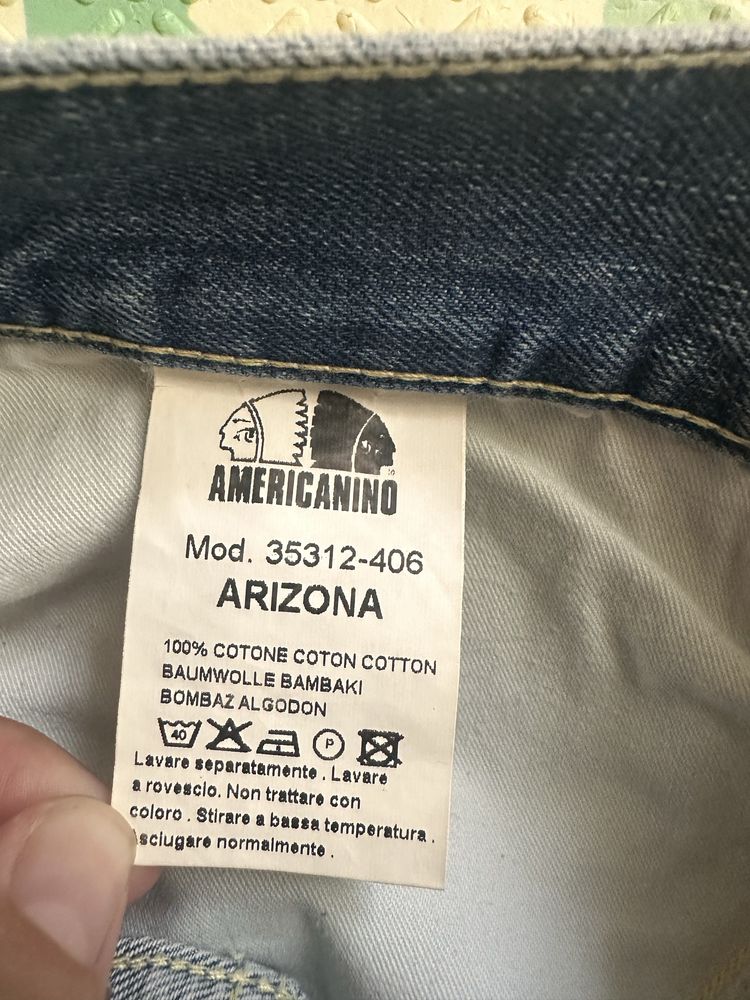 AMERICANINO
Mod. 35312-406
ARIZONA
100% COTONE COTON COTTON
BAUMWOLLE BAMBAKI
BOMBAZ ALGODON
40 P
Lavare separatamente . Lavare
a rovescio. Non trattare con
coloro . Stirare a bassa temperatura .
Asciugare normalmente .